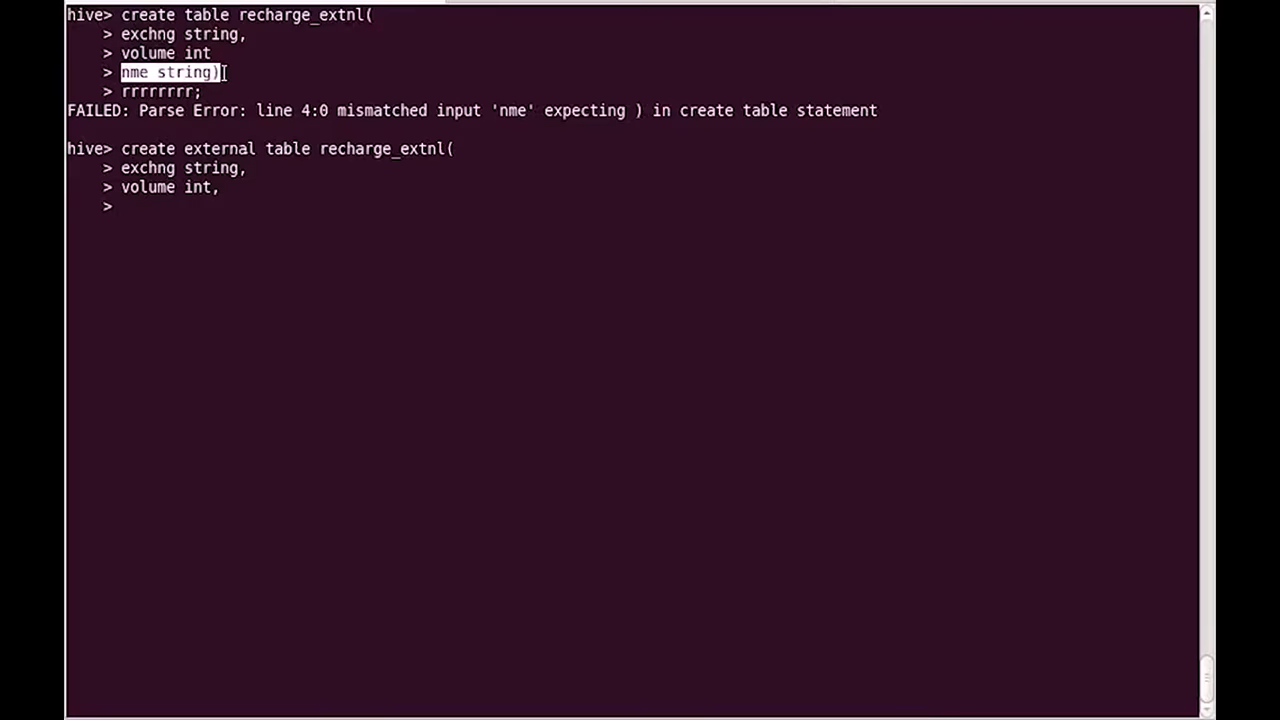 hive> create table recharge_extnl(
    > exchng string,
    > volume int
    > nme string)
    > rrrrrrrr;
FAILED: Parse Error: line 4:0 mismatched input 'nme' expecting ) in create table statement
hive> create external table recharge_extnl(
    > exchng string,
    > volume int,
    >